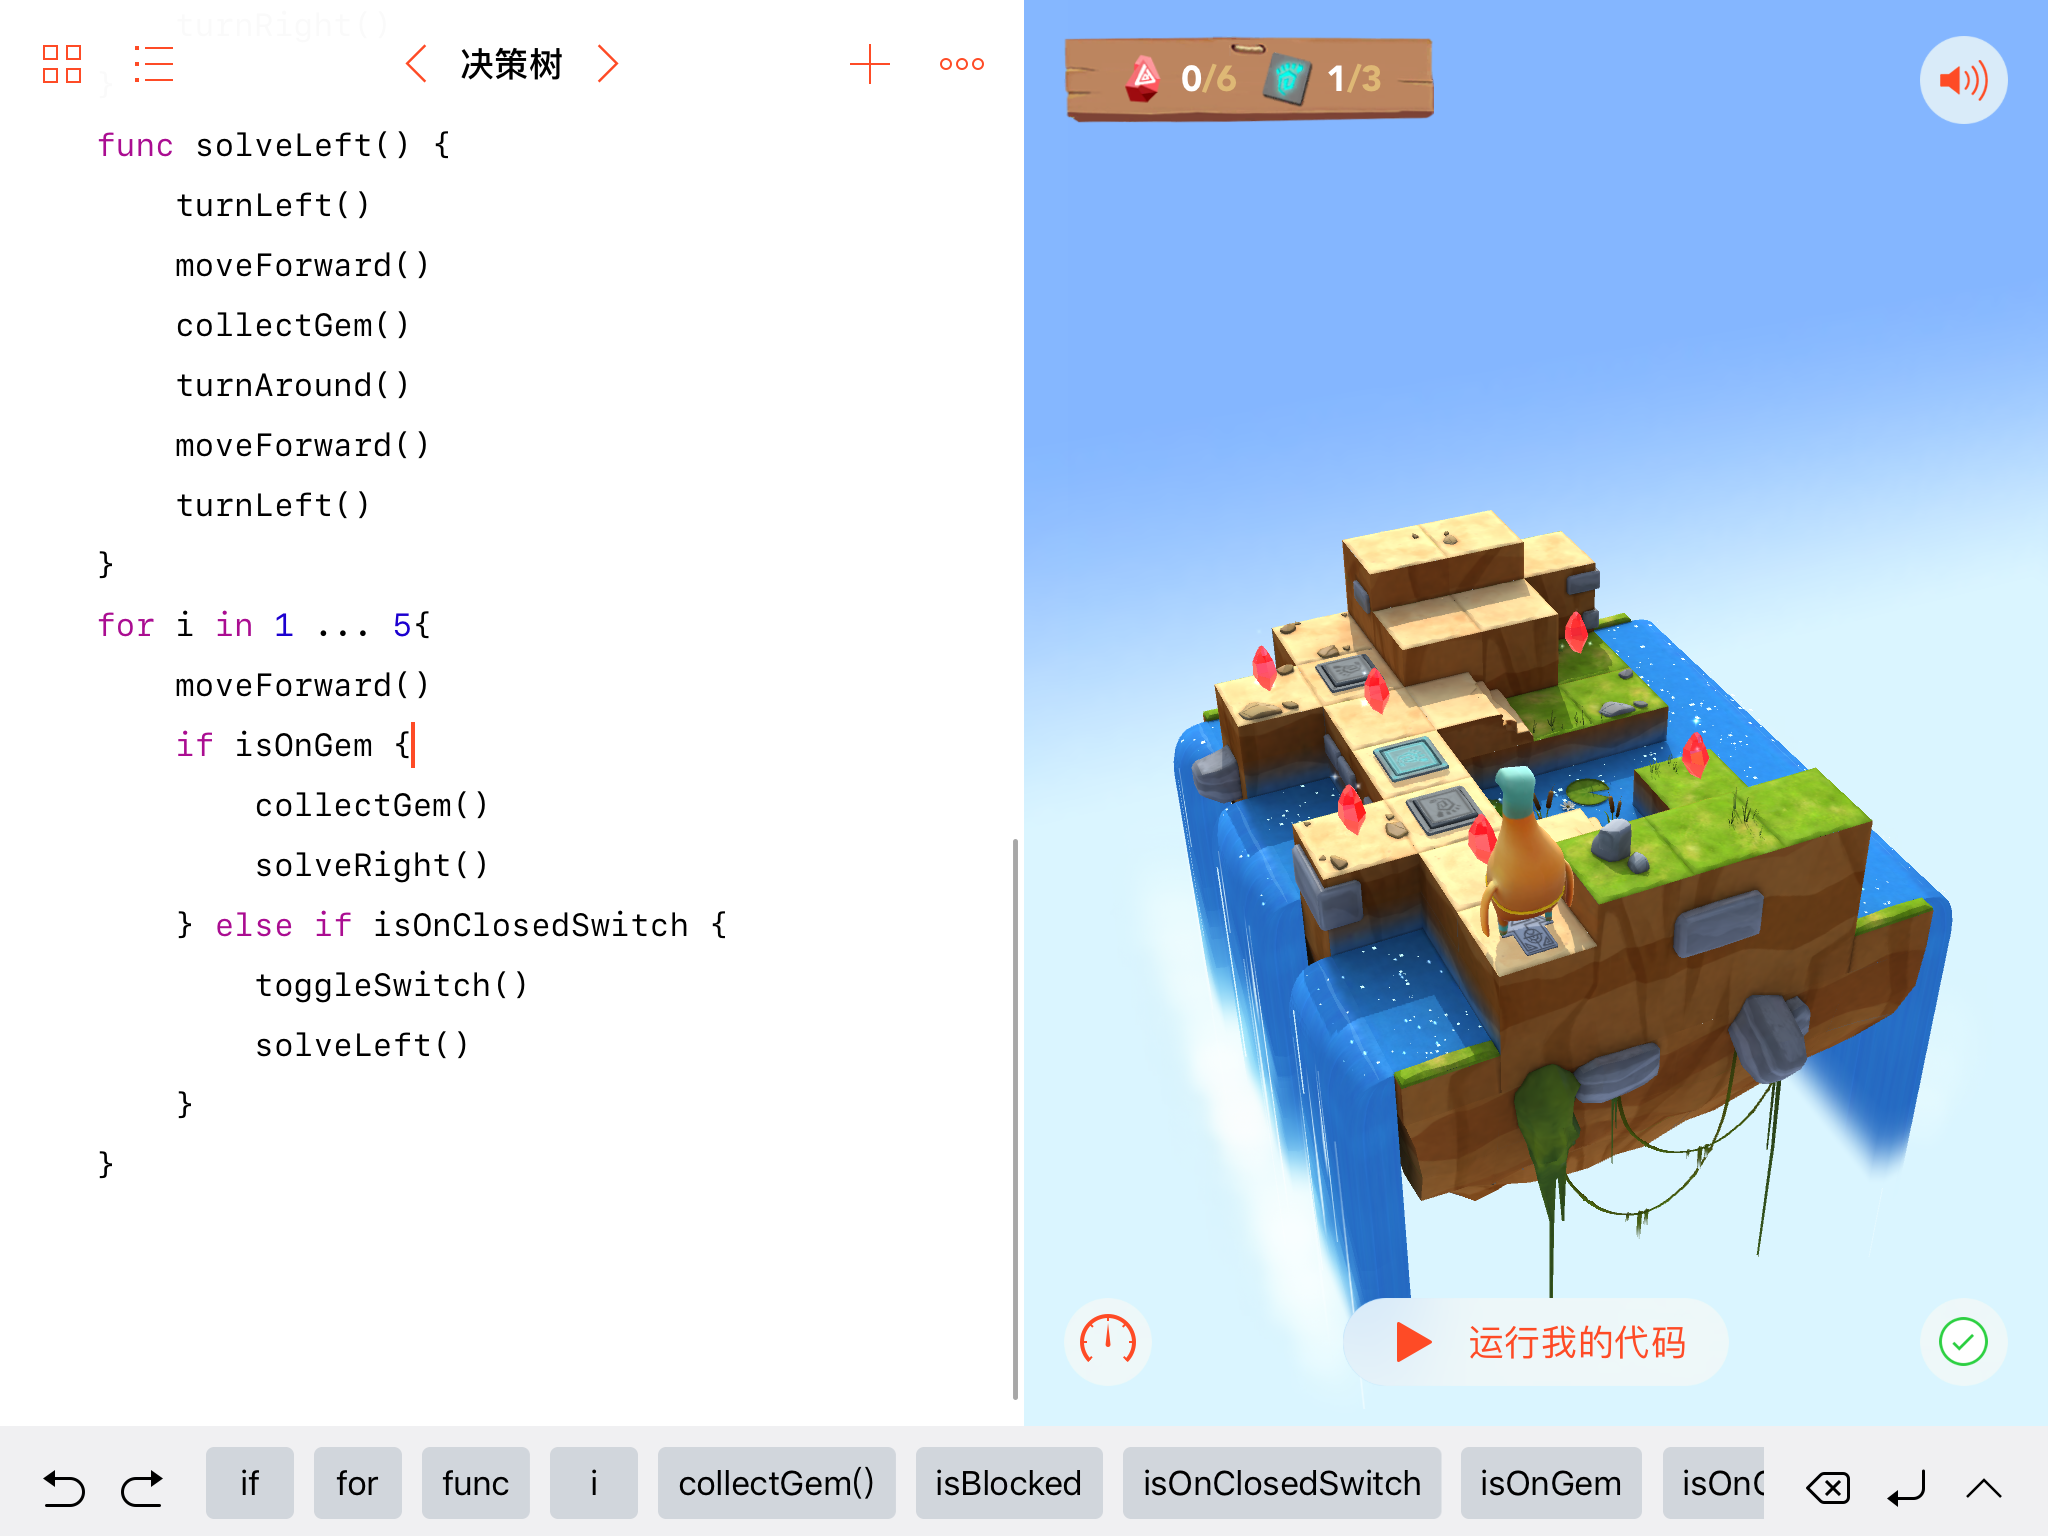 turnRight()
}
决策树
func solveLeft() {
turnLeft()
moveForward()
collectGem()
turnAround()
moveForward()
turnLeft()
}
for i in 1 ... 5{
moveForward()
if isOnGem {
collectGem()
solveRight()
} else if isOnClosedSwitch {
toggleSwitch()
solveLeft()
}
}
0/6 1/3
运行我的代码
if for func i collectGem() isBlocked isOnClosedSwitch isOnGem